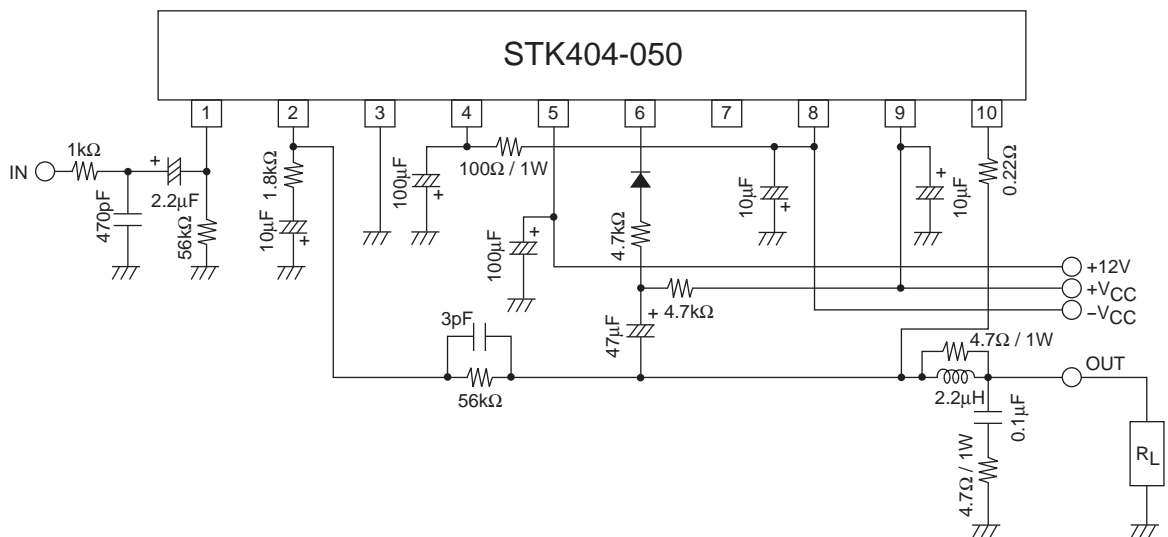 STK404-050
1
2
3
4
5
6
7
8
9
10
IN
1kΩ
470pF
+
2.2μF
56kΩ
1.8kΩ
10μF
+
100μF
+
100Ω / 1W
100μF
+
4.7kΩ
4.7kΩ
47μF
+
10μF
+
10μF
+
0.22Ω
+12V
+VCC
−VCC
3pF
56kΩ
4.7Ω / 1W
2.2μH
OUT
0.1μF
4.7Ω / 1W
RL